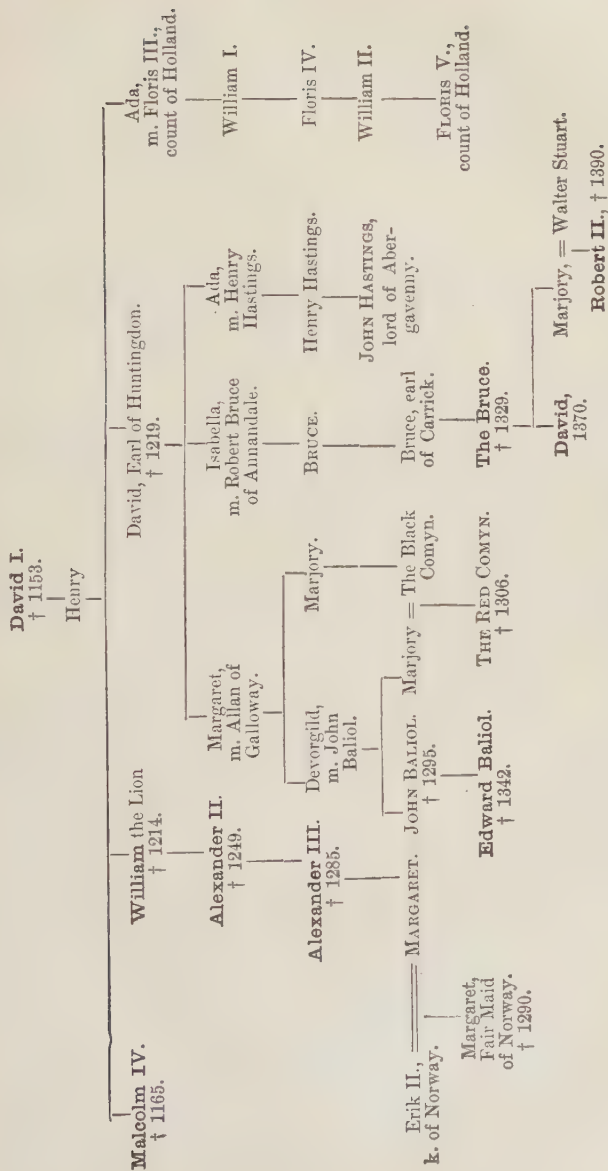 David I.
† 1153.
Henry
Malcolm IV.
† 1165.
William the Lion
† 1214.
David, Earl of Huntingdon.
† 1219.
Ada,
m. Floris III.,
count of Holland.
Alexander II.
† 1249.
Margaret,
m. Allan of
Galloway.
Isabella,
m. Robert Bruce
of Annandale.
Ada,
m. Henry
Hastings.
William I.
Alexander III.
† 1285.
Devorgild,
m. John
Baliol.
Marjory.
BRUCE.
Henry Hastings.
Floris IV.
Erik II.,
k. of Norway.
MARGARET.
JOHN BALIOL.
† 1295.
Marjory = The Black
Comyn.
Bruce, earl
of Carrick.
JOHN HASTINGS,
lord of Aber-
gavenny.
William II.
Margaret,
Fair Maid
of Norway.
† 1290.
Edward Baliol.
† 1342.
THE RED COMYN.
† 1306.
The Bruce.
† 1329.
FLORIS V.,
count of Holland.
David,
1370.
Marjory, = Walter Stuart.
Robert II., † 1390.